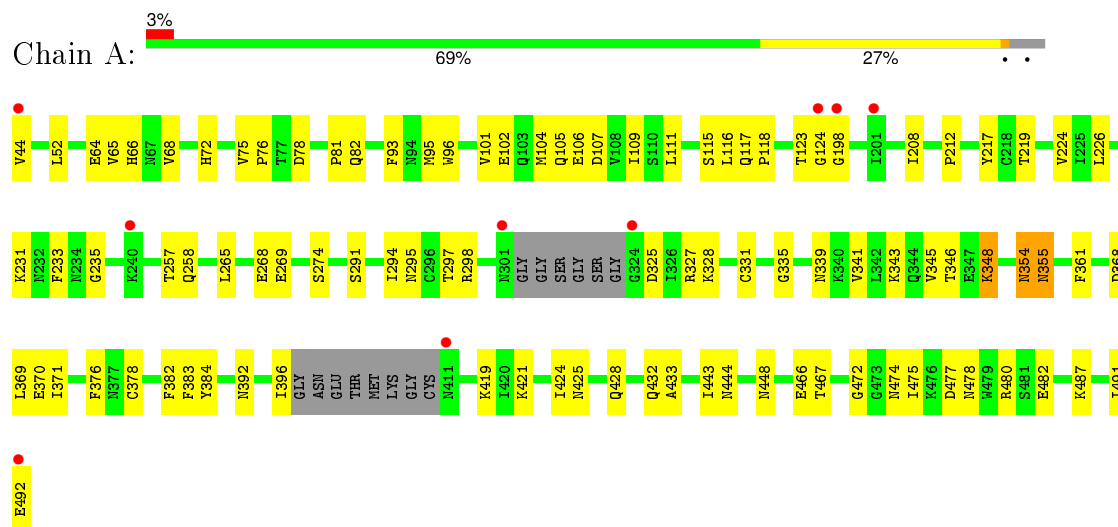 3%
Chain A:
69% 27% • •
V44 L52 E64 V65 H66 N67 V68 H72 V75 P76 T77 D78 P81 Q82 F93 N94 M95 W96 V101 E102 Q103 M104 Q105 E106 D107 V108 I109 S110 L111 S115 L116 Q117 P118 T123 G124 G198 I201 I208 P212 Y217 C218 T219 V224 I225 L226
K231 N232 F233 N234 G235 K240 T257 Q258 L265 E268 E269 S274 S291 I294 N295 C296 T297 R298 N301 GLY GLY SER GLY SER GLY G324 D325 I326 R327 K328 C331 G335 N339 K340 V341 L342 K343 Q344 V345 T346 E347 K348 N354 N355 F361
L369 E370 I371 F376 N377 C378 F382 F383 Y384 N392 I396 GLY ASN GLU THR MET LYS GLY CYS N411 K419 I420 K421 I424 N425 Q428 Q432 A433 I443 N444 N448 E466 T467 G472 G473 N474 I475 K476 D477 N478 W479 R480 S481 E482 K487
E492